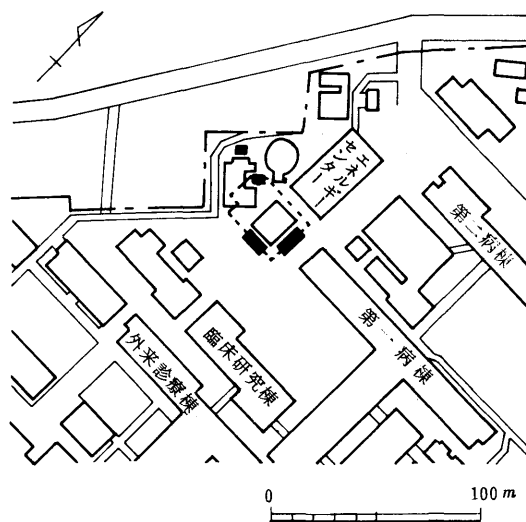 エネルギー
センター
第二病棟
第一病棟
臨床研究棟
外来診療棟
0 100 m